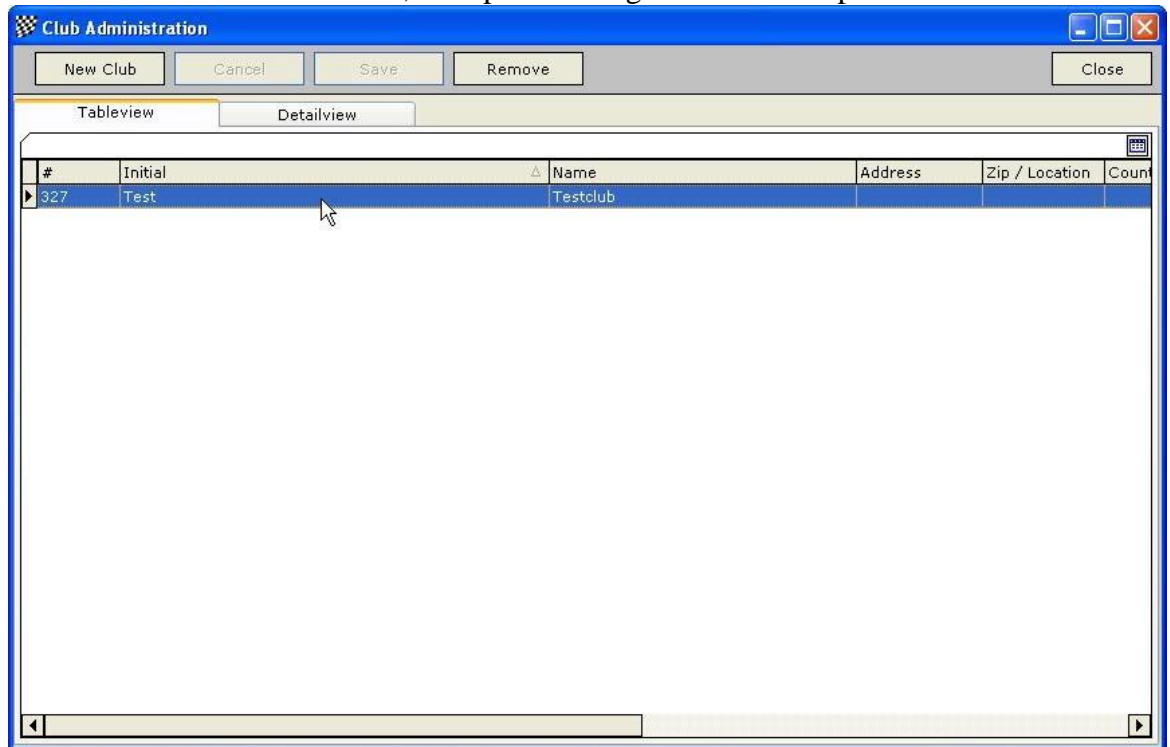 Club Administration
New Club Cancel Save Remove Close
Tableview Detailview
# Initial Name Address Zip / Location
327 Test Testclub